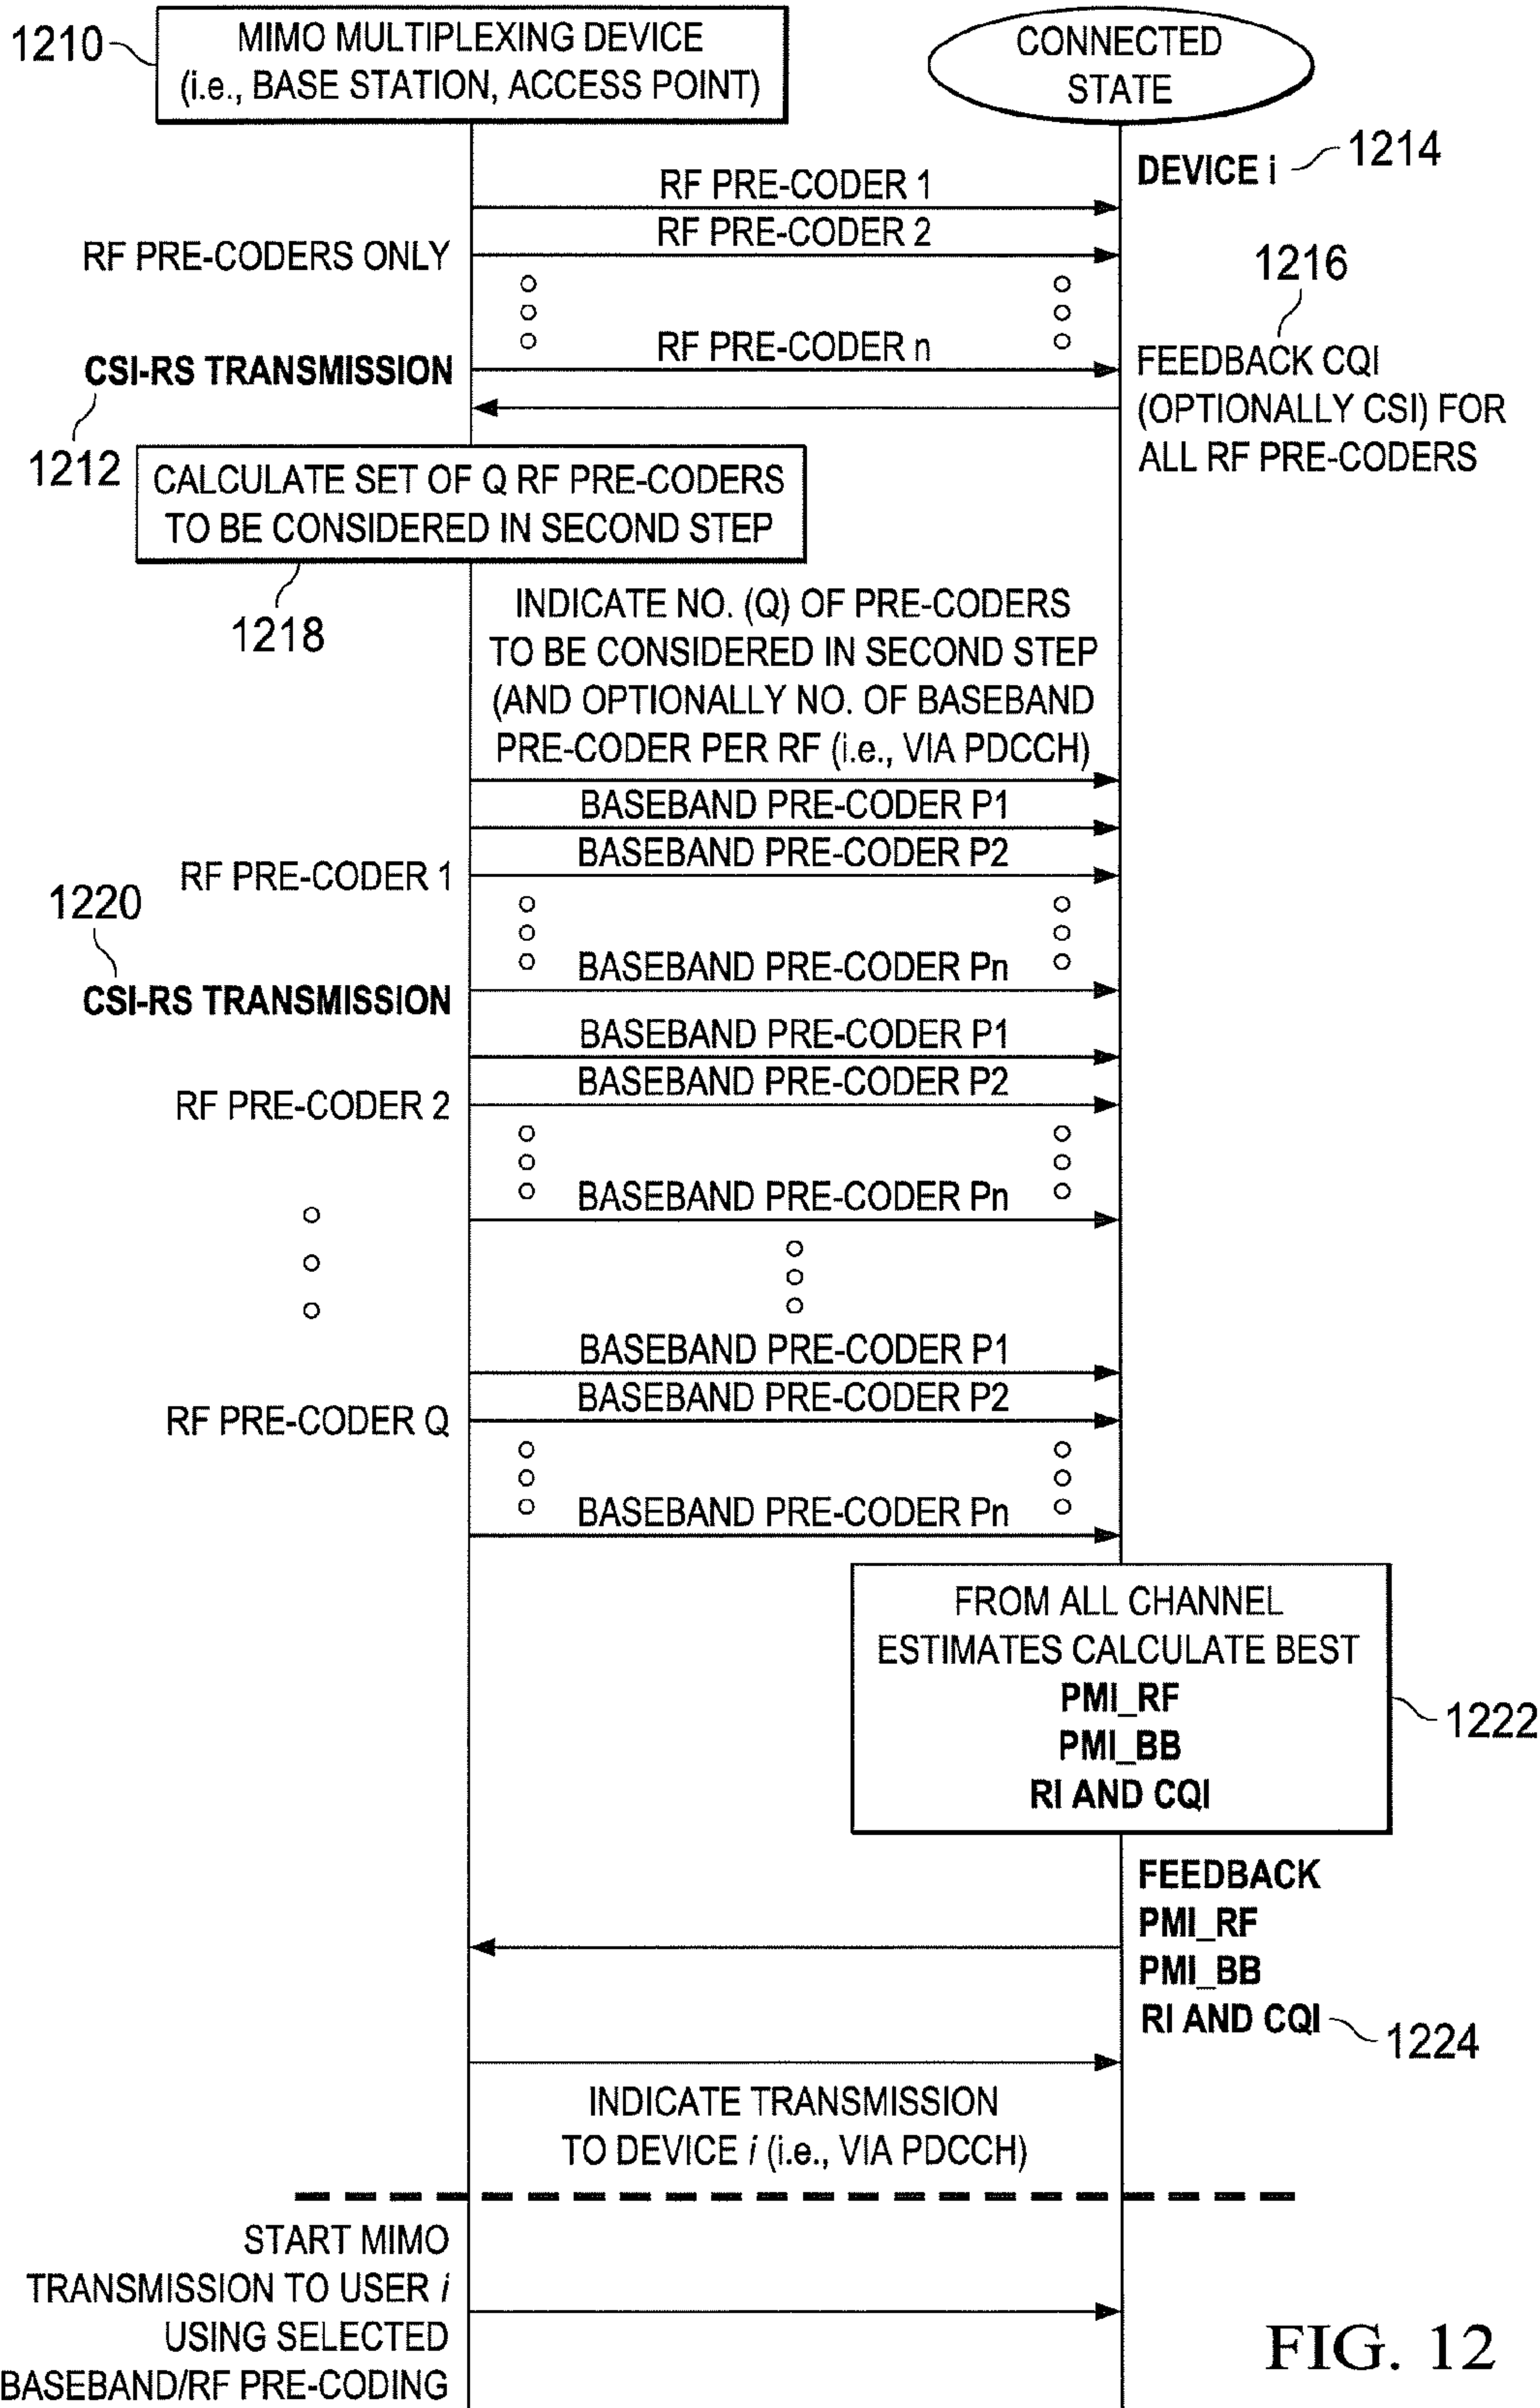 1210
MIMO MULTIPLEXING DEVICE
(i.e., BASE STATION, ACCESS POINT)
CONNECTED
STATE
DEVICE i
1214
RF PRE-CODER 1
RF PRE-CODER 2
RF PRE-CODERS ONLY
1216
RF PRE-CODER n
CSI-RS TRANSMISSION
1212
FEEDBACK CQI
(OPTIONALLY CSI) FOR
ALL RF PRE-CODERS
CALCULATE SET OF Q RF PRE-CODERS
TO BE CONSIDERED IN SECOND STEP
1218
INDICATE NO. (Q) OF PRE-CODERS
TO BE CONSIDERED IN SECOND STEP
(AND OPTIONALLY NO. OF BASEBAND
PRE-CODER PER RF (i.e., VIA PDCCH)
BASEBAND PRE-CODER P1
BASEBAND PRE-CODER P2
RF PRE-CODER 1
1220
BASEBAND PRE-CODER Pn
CSI-RS TRANSMISSION
BASEBAND PRE-CODER P1
BASEBAND PRE-CODER P2
RF PRE-CODER 2
BASEBAND PRE-CODER Pn
BASEBAND PRE-CODER P1
BASEBAND PRE-CODER P2
RF PRE-CODER Q
BASEBAND PRE-CODER Pn
FROM ALL CHANNEL
ESTIMATES CALCULATE BEST
PMI_RF
PMI_BB
RI AND CQI
1222
FEEDBACK
PMI_RF
PMI_BB
RI AND CQI
1224
INDICATE TRANSMISSION
TO DEVICE i (i.e., VIA PDCCH)
START MIMO
TRANSMISSION TO USER i
USING SELECTED
BASEBAND/RF PRE-CODING
FIG. 12